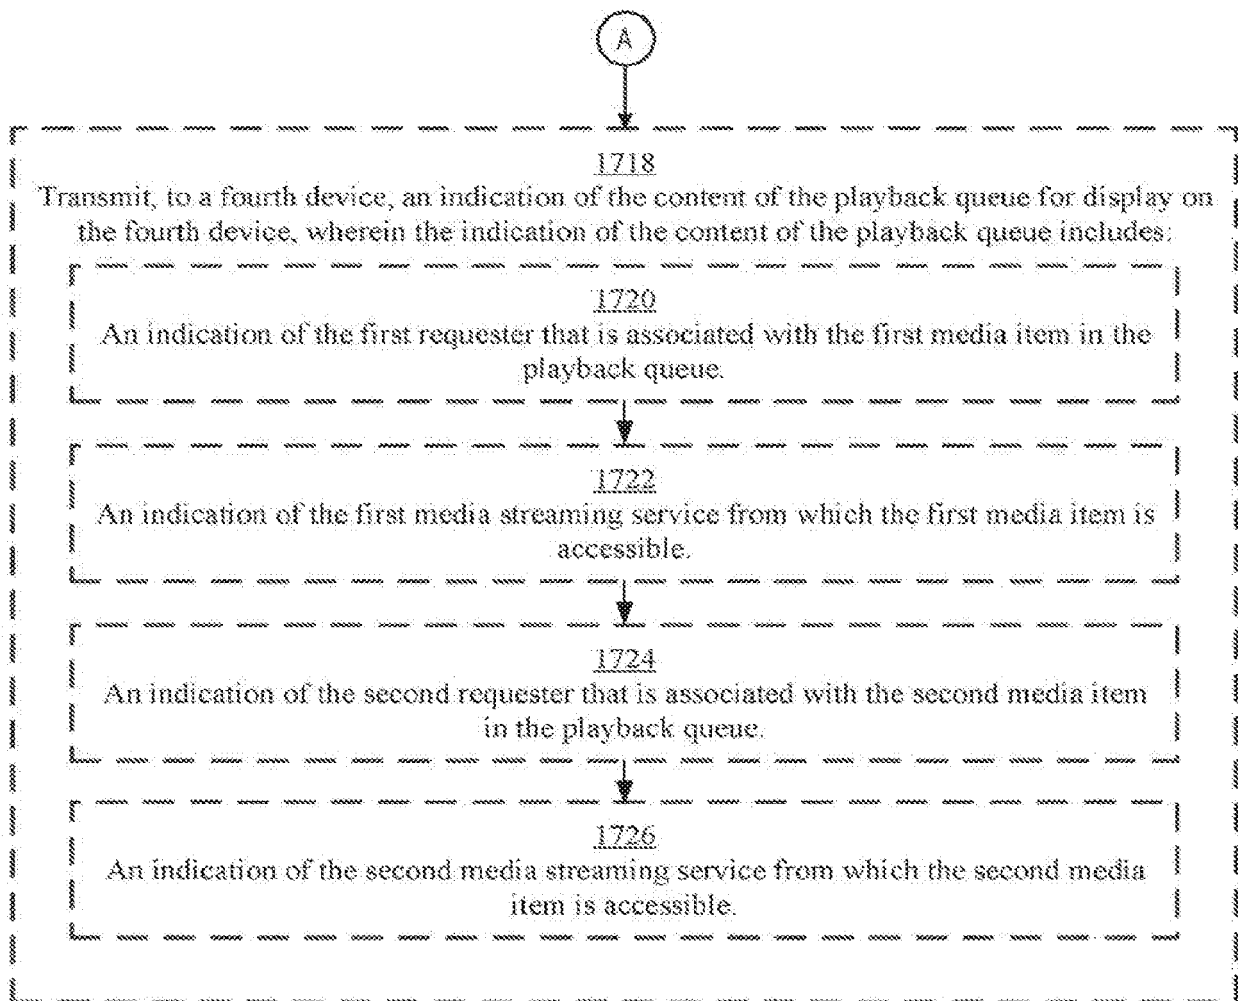 A
1718
Transmit, to a fourth device, an indication of the content of the playback queue for display on
the fourth device, wherein the indication of the content of the playback queue includes:
1720
An indication of the first requester that is associated with the first media item in the
playback queue.
1722
An indication of the first media streaming service from which the first media item is
accessible.
1724
An indication of the second requester that is associated with the second media item
in the playback queue.
1726
An indication of the second media streaming service from which the second media
item is accessible.